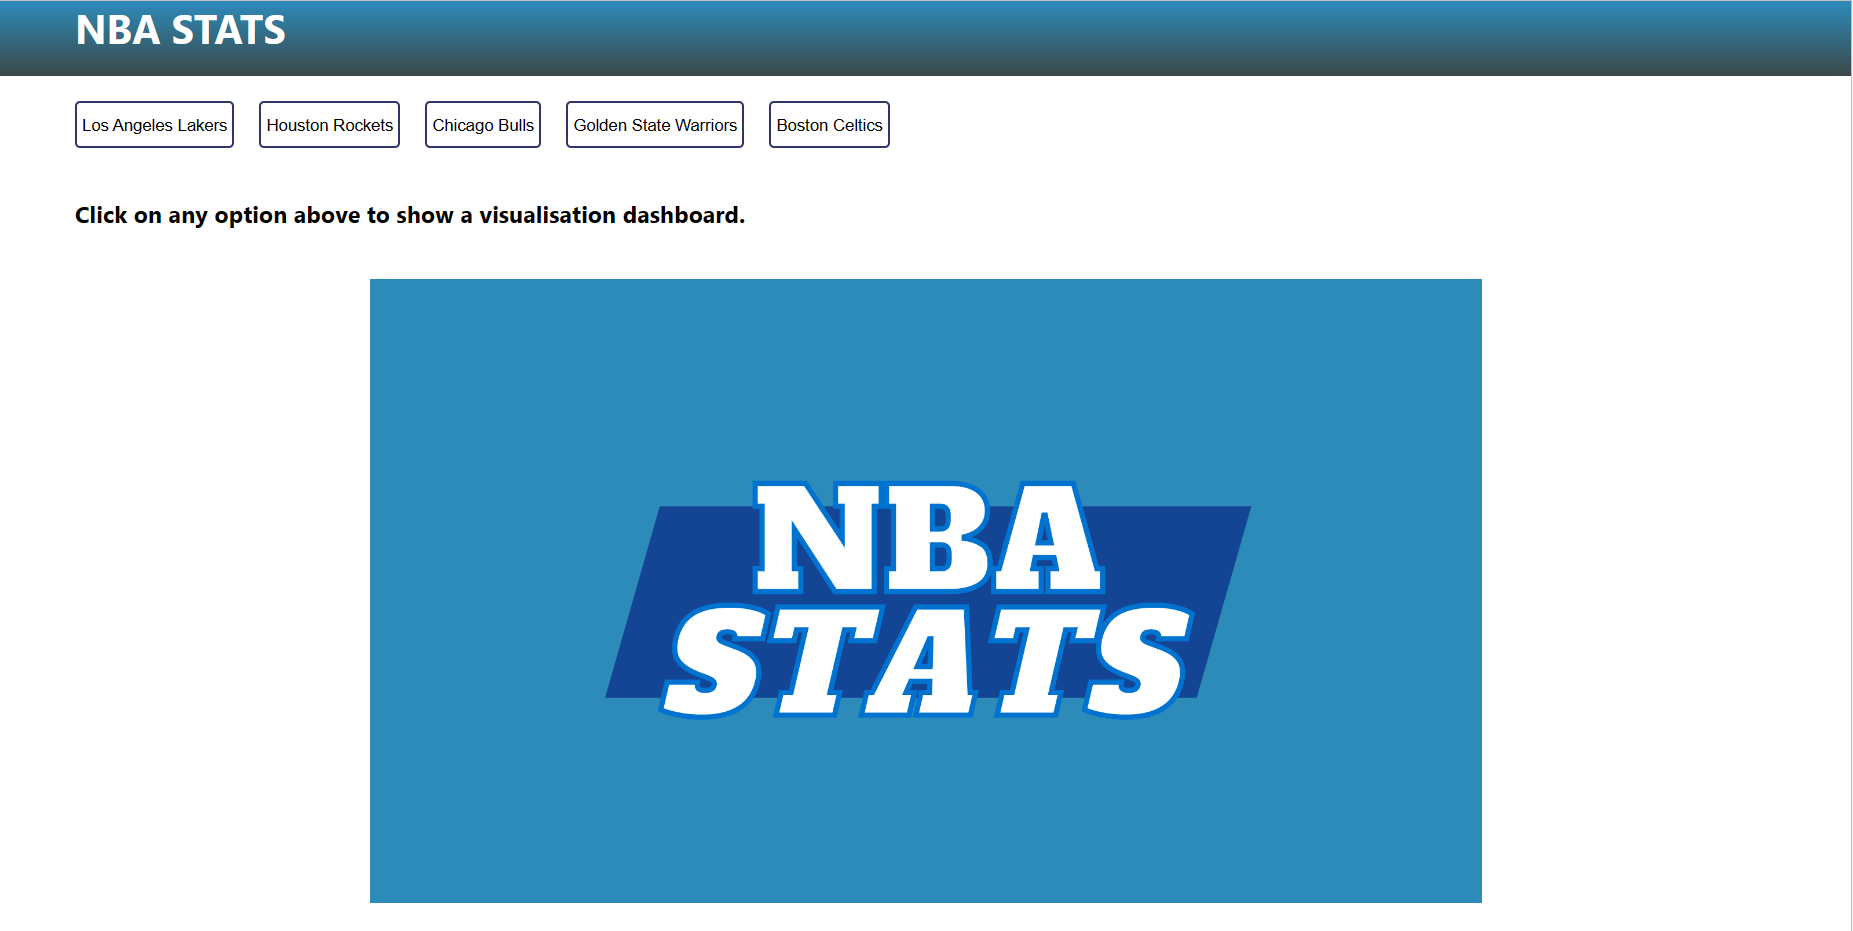 NBA STATS
Los Angeles Lakers Houston Rockets Chicago Bulls Golden State Warriors Boston Celtics
Click on any option above to show a visualisation dashboard.
NBA
STATS